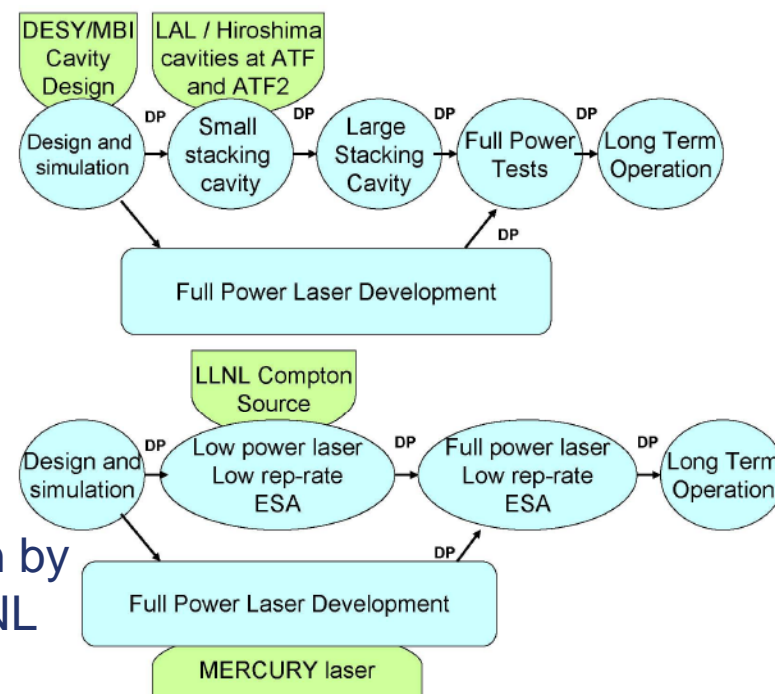 DESY/MBI
Cavity
Design
LAL / Hiroshima
cavities at ATF
and ATF2
Design and
simulation
DP
Small
stacking
cavity
DP
Large
Stacking
Cavity
DP
Full Power
Tests
DP
Long Term
Operation
DP
Full Power Laser Development
LLNL Compton
Source
Design and
simulation
DP
Low power laser
Low rep-rate
ESA
DP
Full power laser
Low rep-rate
ESA
DP
Long Term
Operation
by
DP
Full Power Laser Development
MERCURY laser